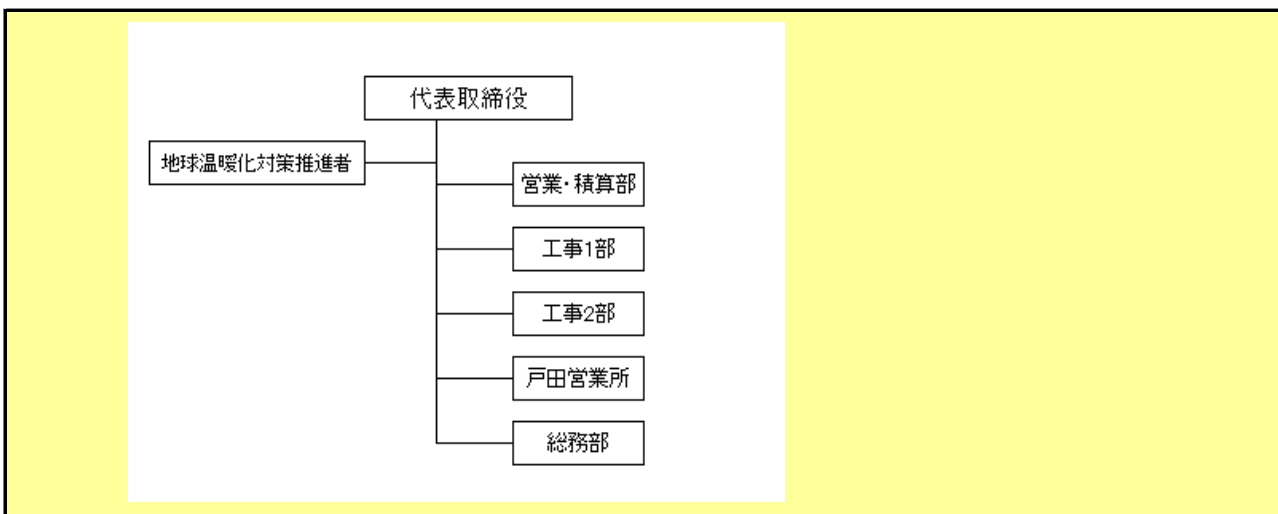 代表取締役
地球温暖化対策推進者
営業・積算部
工事1部
工事2部
戸田営業所
総務部